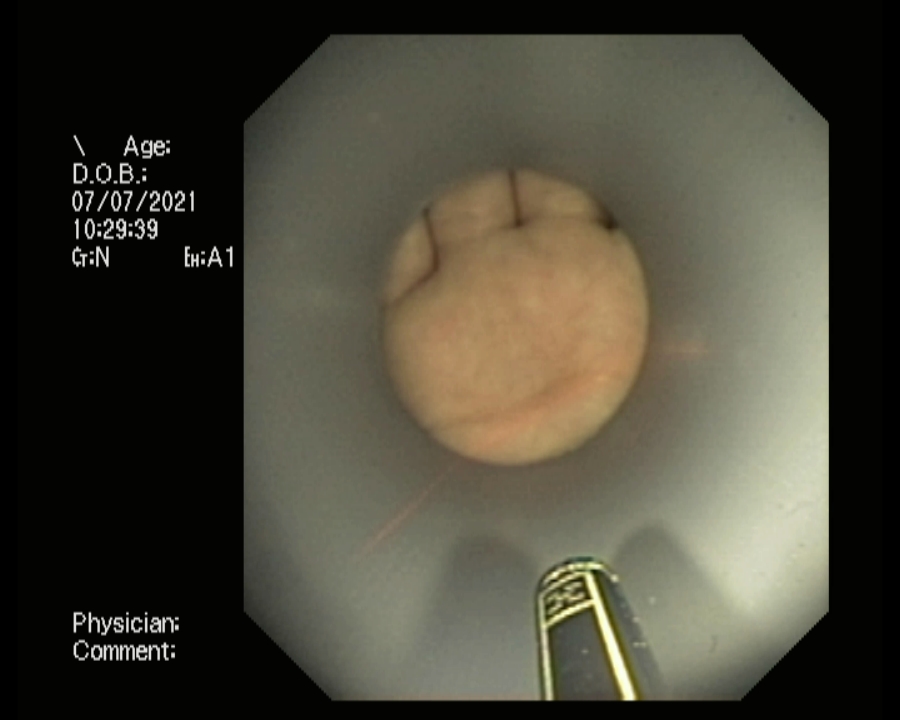 \ Age:
D.O.B.:
07/07/2021
10:29:39
Cr:N EH:A1
Physician:
Comment: